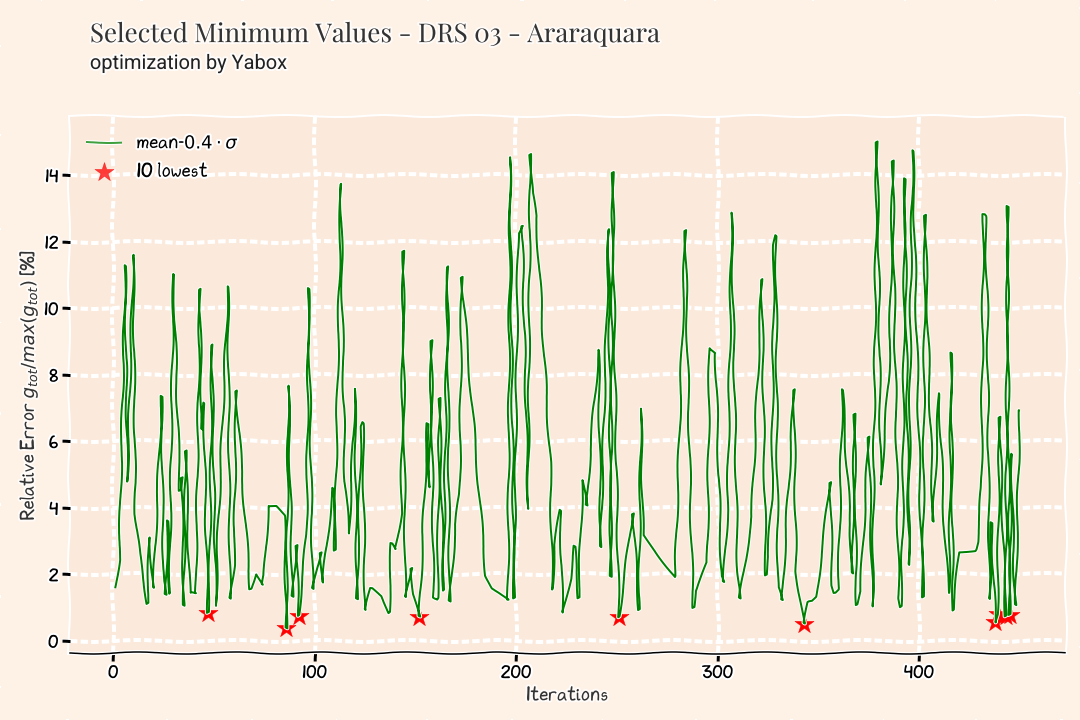 Selected Minimum Values - DRS 03 - Araraquara
optimization by Yabox
mean-0.4 · σ
10 lowest
Relative Error g_tot/max(g_tot) [%]
14
12
10
8
6
4
2
0
0 100 200 300 400
Iterations